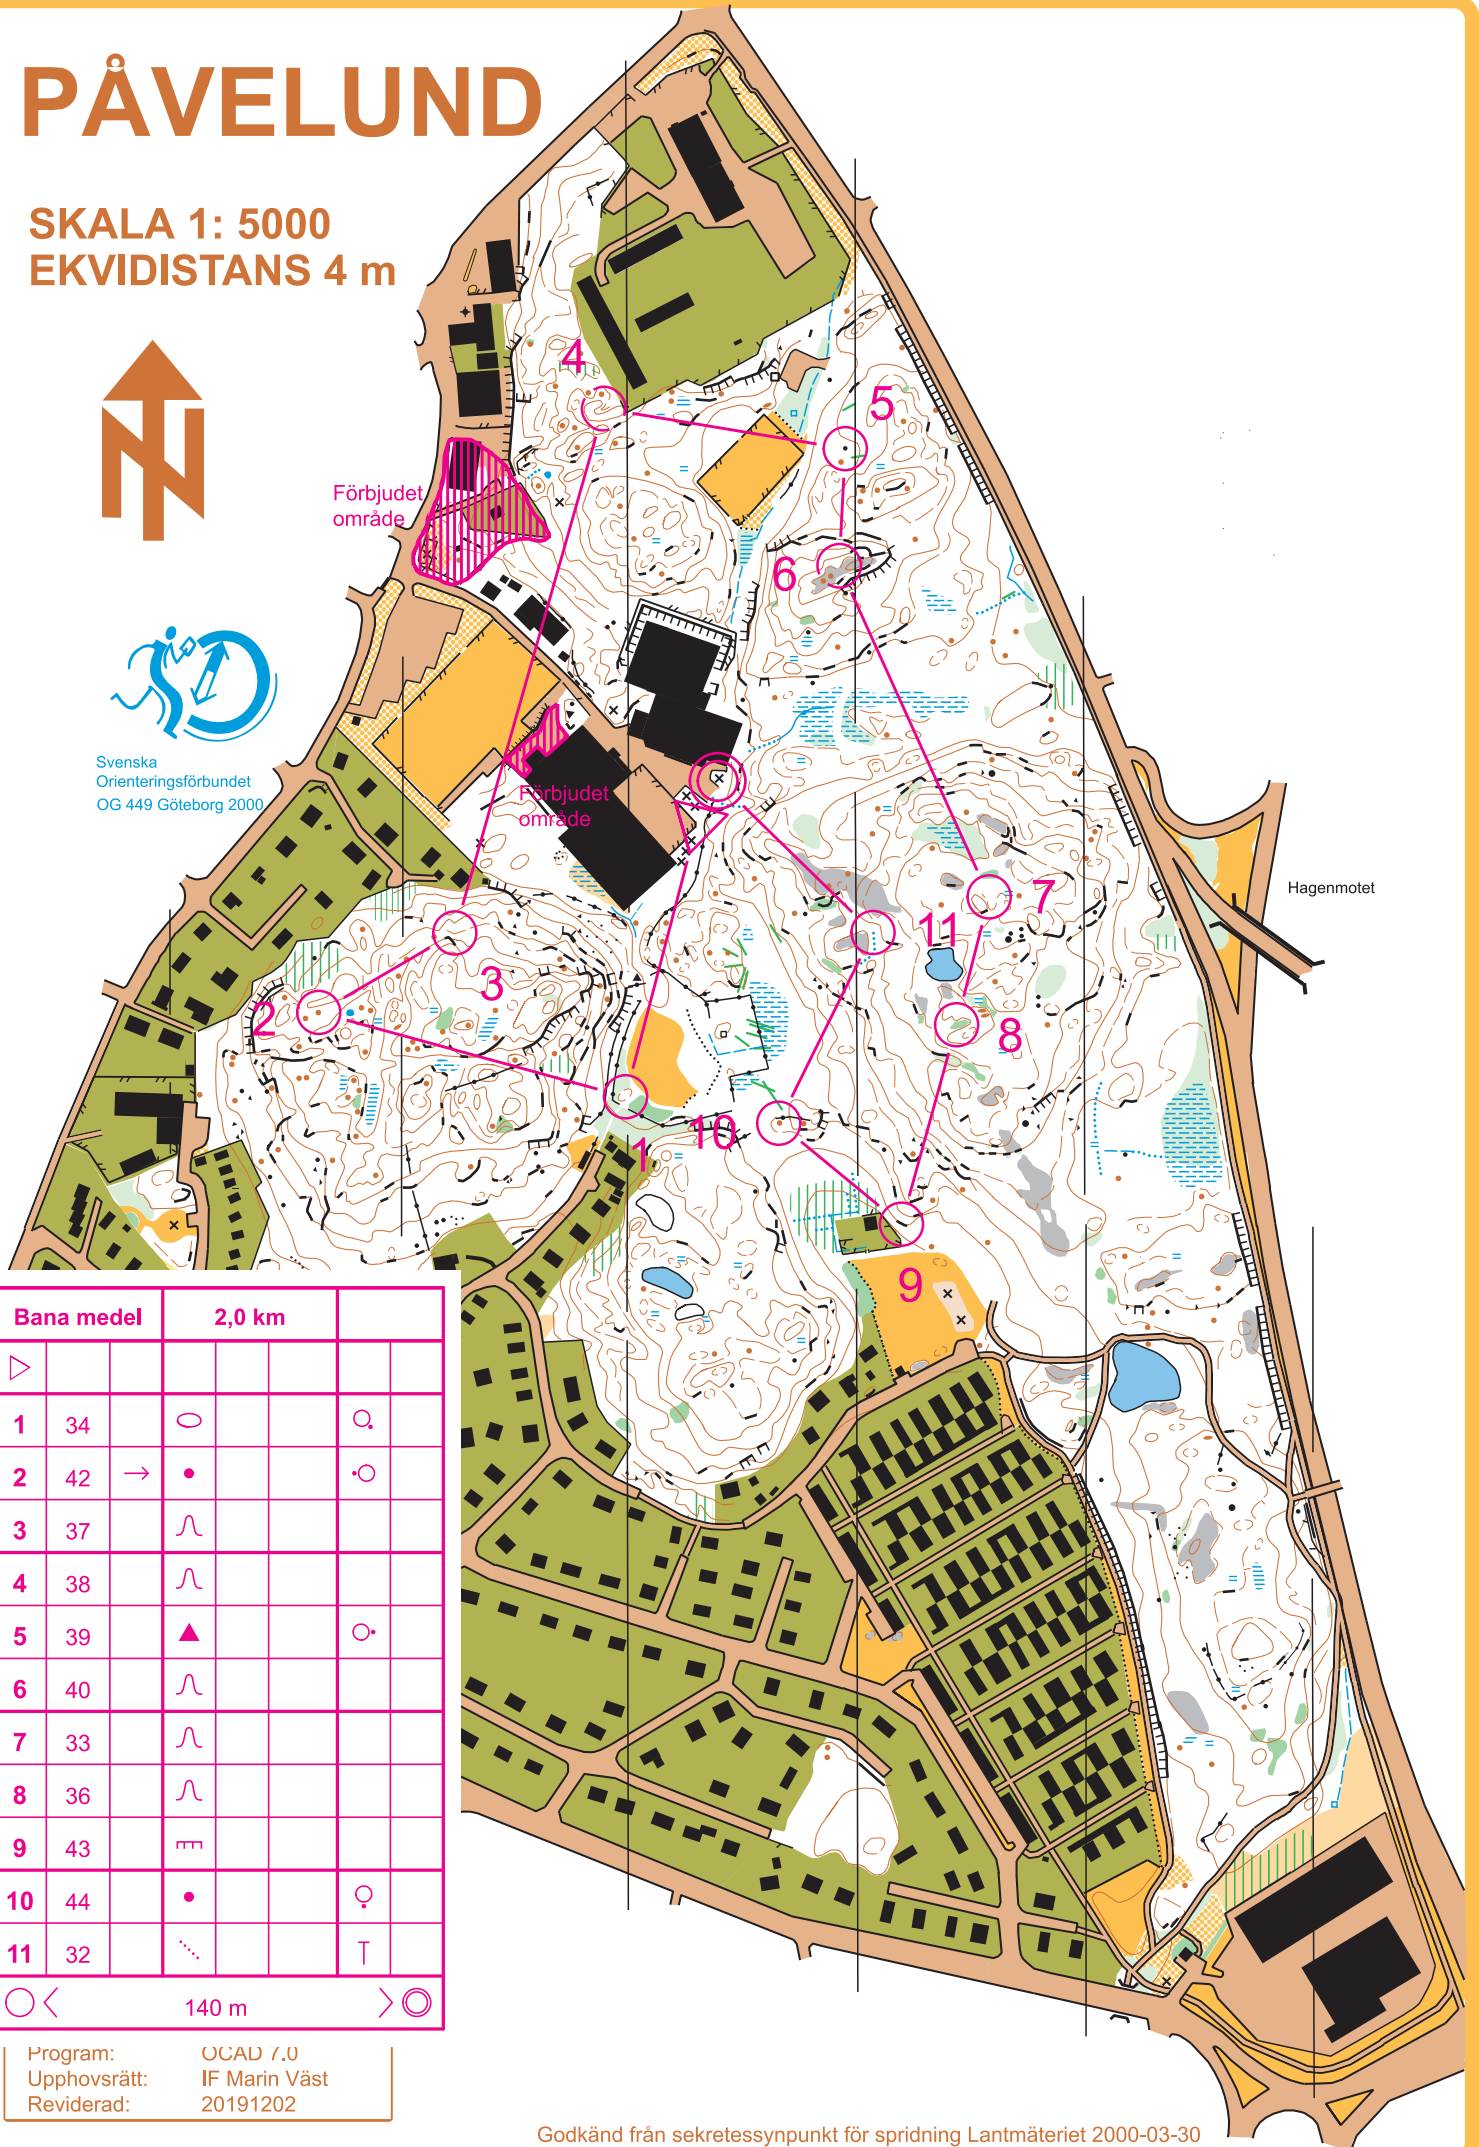 PÅVELUND
SKALA 1: 5000
EKVIDISTANS 4 m
Förbjudet
område
Svenska
Orienteringsförbundet
OG 449 Göteborg 2000
Förbjudet
område
Hagenmotet
4
5
6
7
11
3
2
8
10
1
9
Bana medel 2,0 km
1 34
2 42
3 37
4 38
5 39
6 40
7 33
8 36
9 43
10 44
11 32
140 m
Program: OCAD 7.0
Upphovsrätt: IF Marin Väst
Reviderad: 20191202
Godkänd från sekretessynpunkt för spridning Lantmäteriet 2000-03-30